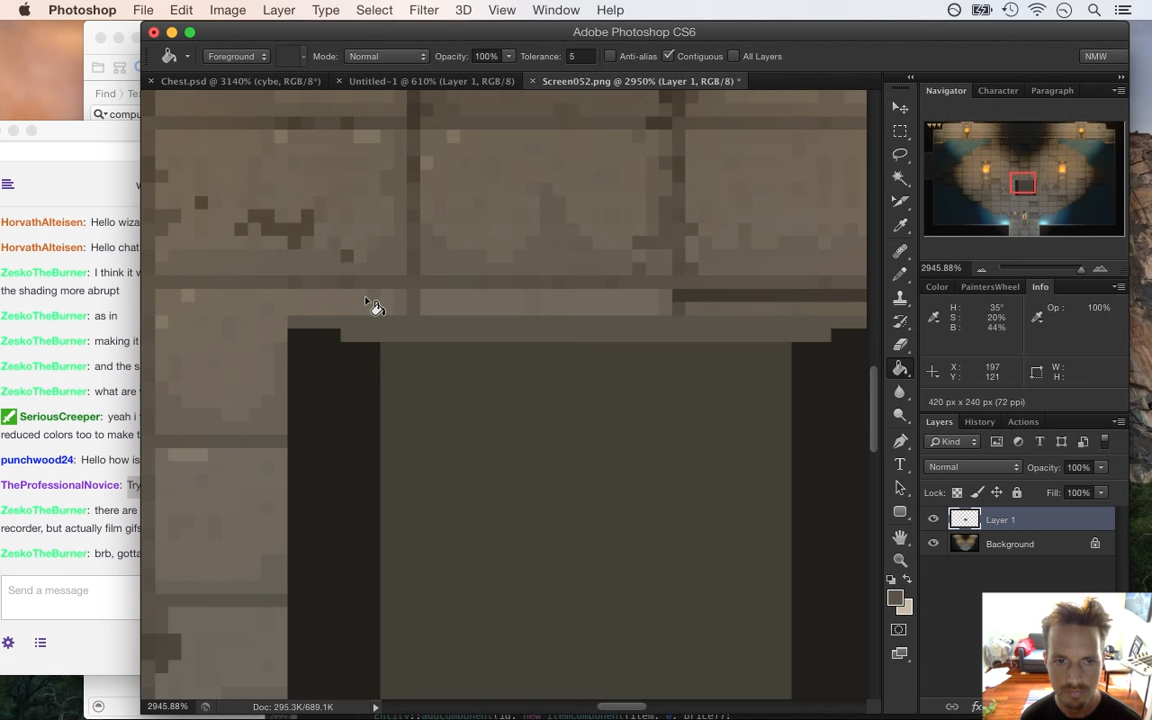 Photoshop File Edit Image Layer Type Select Filter 3D View Window Help
Adobe Photoshop CS6
Foreground Mode: Normal Opacity: 100% Tolerance: 5 Anti-alias Contiguous All Layers NMW
Chest.psd @ 3140% (cybe, RGB/8*) Untitled-1 @ 610% (Layer 1, RGB/8) Screen052.png @ 2950% (Layer 1, RGB/8) *
Find
compu
HorvathAlteisen: Hello wiza
HorvathAlteisen: Hello chat
ZeskoTheBurner: I think it w
the shading more abrupt
ZeskoTheBurner: as in
ZeskoTheBurner: making it
ZeskoTheBurner: and the s
ZeskoTheBurner: what are
SeriousCreeper: yeah i
reduced colors too to make t
punchwood24: Hello how is
TheProfessionalNovice: Try
ZeskoTheBurner: there are
recorder, but actually film gifs
ZeskoTheBurner: brb, gotta
Send a message
Navigator Character Paragraph
2945.88%
Color PaintersWheel Info
H: 35°
S: 20%
B: 44%
Op: 100%
X: 197
Y: 121
W:
H:
420 px x 240 px (72 ppi)
Layers History Actions
Kind
Normal Opacity: 100%
Lock: Fill: 100%
Layer 1
Background
2945.88% Doc: 295.3K/689.1K
fx